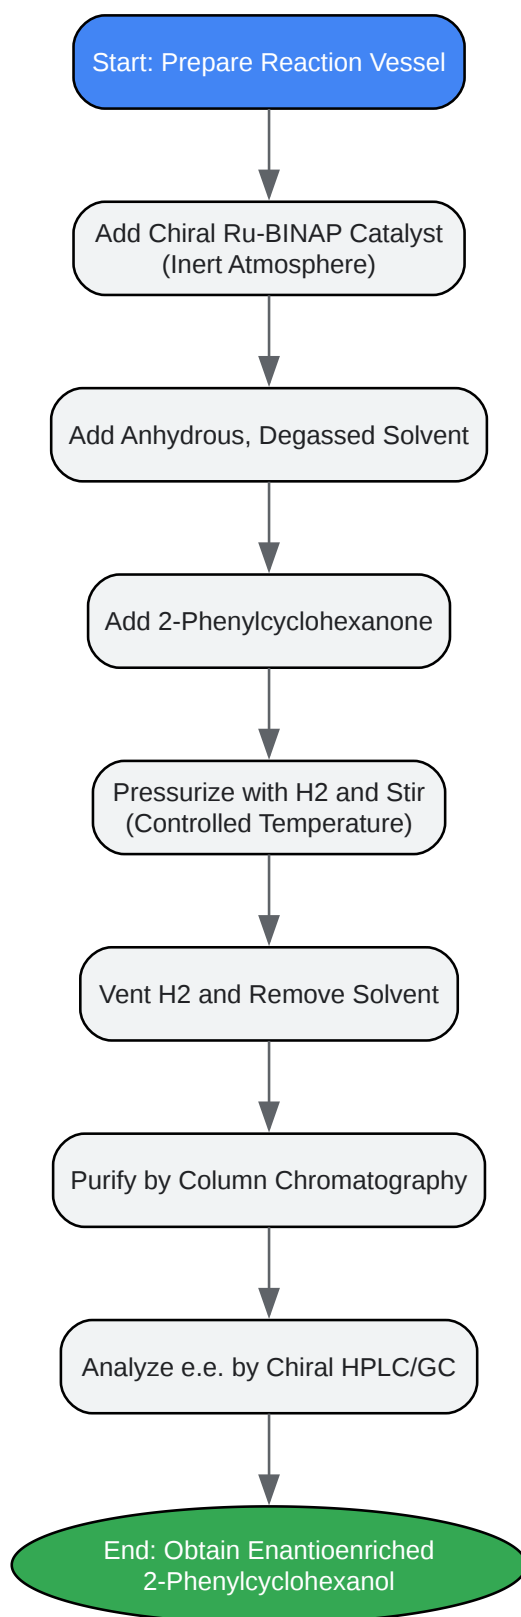 Start: Prepare Reaction Vessel
Add Chiral Ru-BINAP Catalyst
(Inert Atmosphere)
Add Anhydrous, Degassed Solvent
Add 2-Phenylcyclohexanone
Pressurize with H2 and Stir
(Controlled Temperature)
Vent H2 and Remove Solvent
Purify by Column Chromatography
Analyze e.e. by Chiral HPLC/GC
End: Obtain Enantioenriched
2-Phenylcyclohexanol